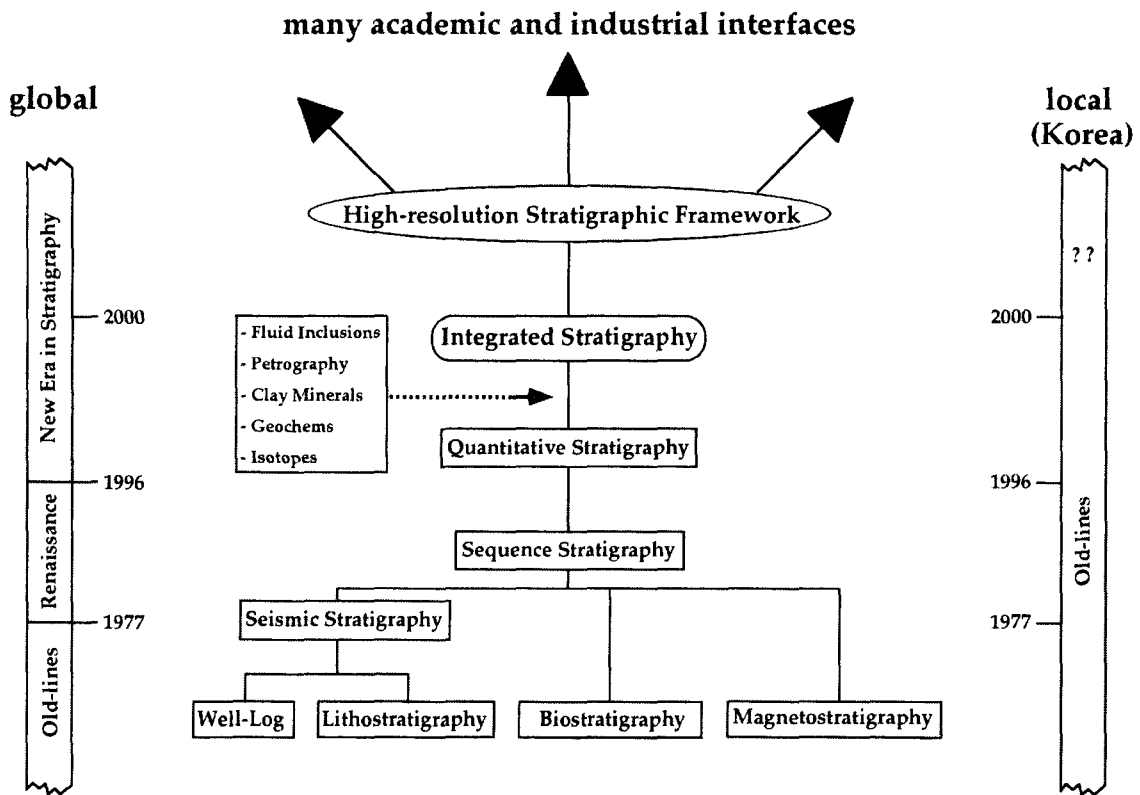 many academic and industrial interfaces
global
local
(Korea)
High-resolution Stratigraphic Framework
New Era in Stratigraphy
? ?
2000
2000
- Fluid Inclusions
- Petrography
- Clay Minerals
- Geochems
- Isotopes
Integrated Stratigraphy
Quantitative Stratigraphy
1996
1996
Renaissance
Sequence Stratigraphy
Old-lines
Seismic Stratigraphy
1977
1977
Old-lines
Well-Log
Lithostratigraphy
Biostratigraphy
Magnetostratigraphy